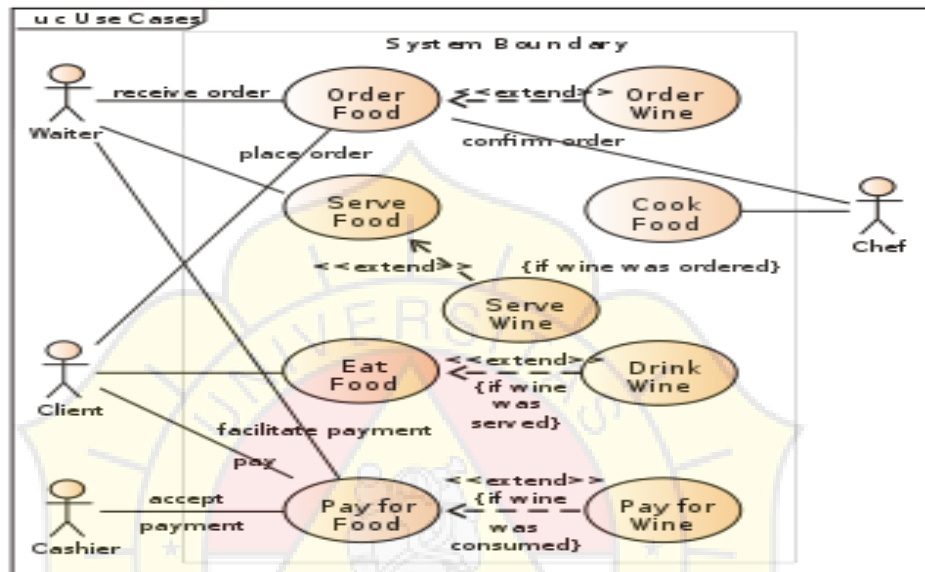 uc Use Cases
System Boundary
receive order
Order
Food
<<extend>>
Order
Wine
Waiter
place order
confirm order
Serve
Food
Cook
Food
Chef
<<extend>>
{if wine was ordered}
Serve
Wine
Client
Eat
Food
<<extend>>
{if wine
was
served}
Drink
Wine
facilitate payment
pay
Cashier
accept
payment
Pay for
Food
<<extend>>
{if wine
was
consumed}
Pay for
Wine
UNIVERS